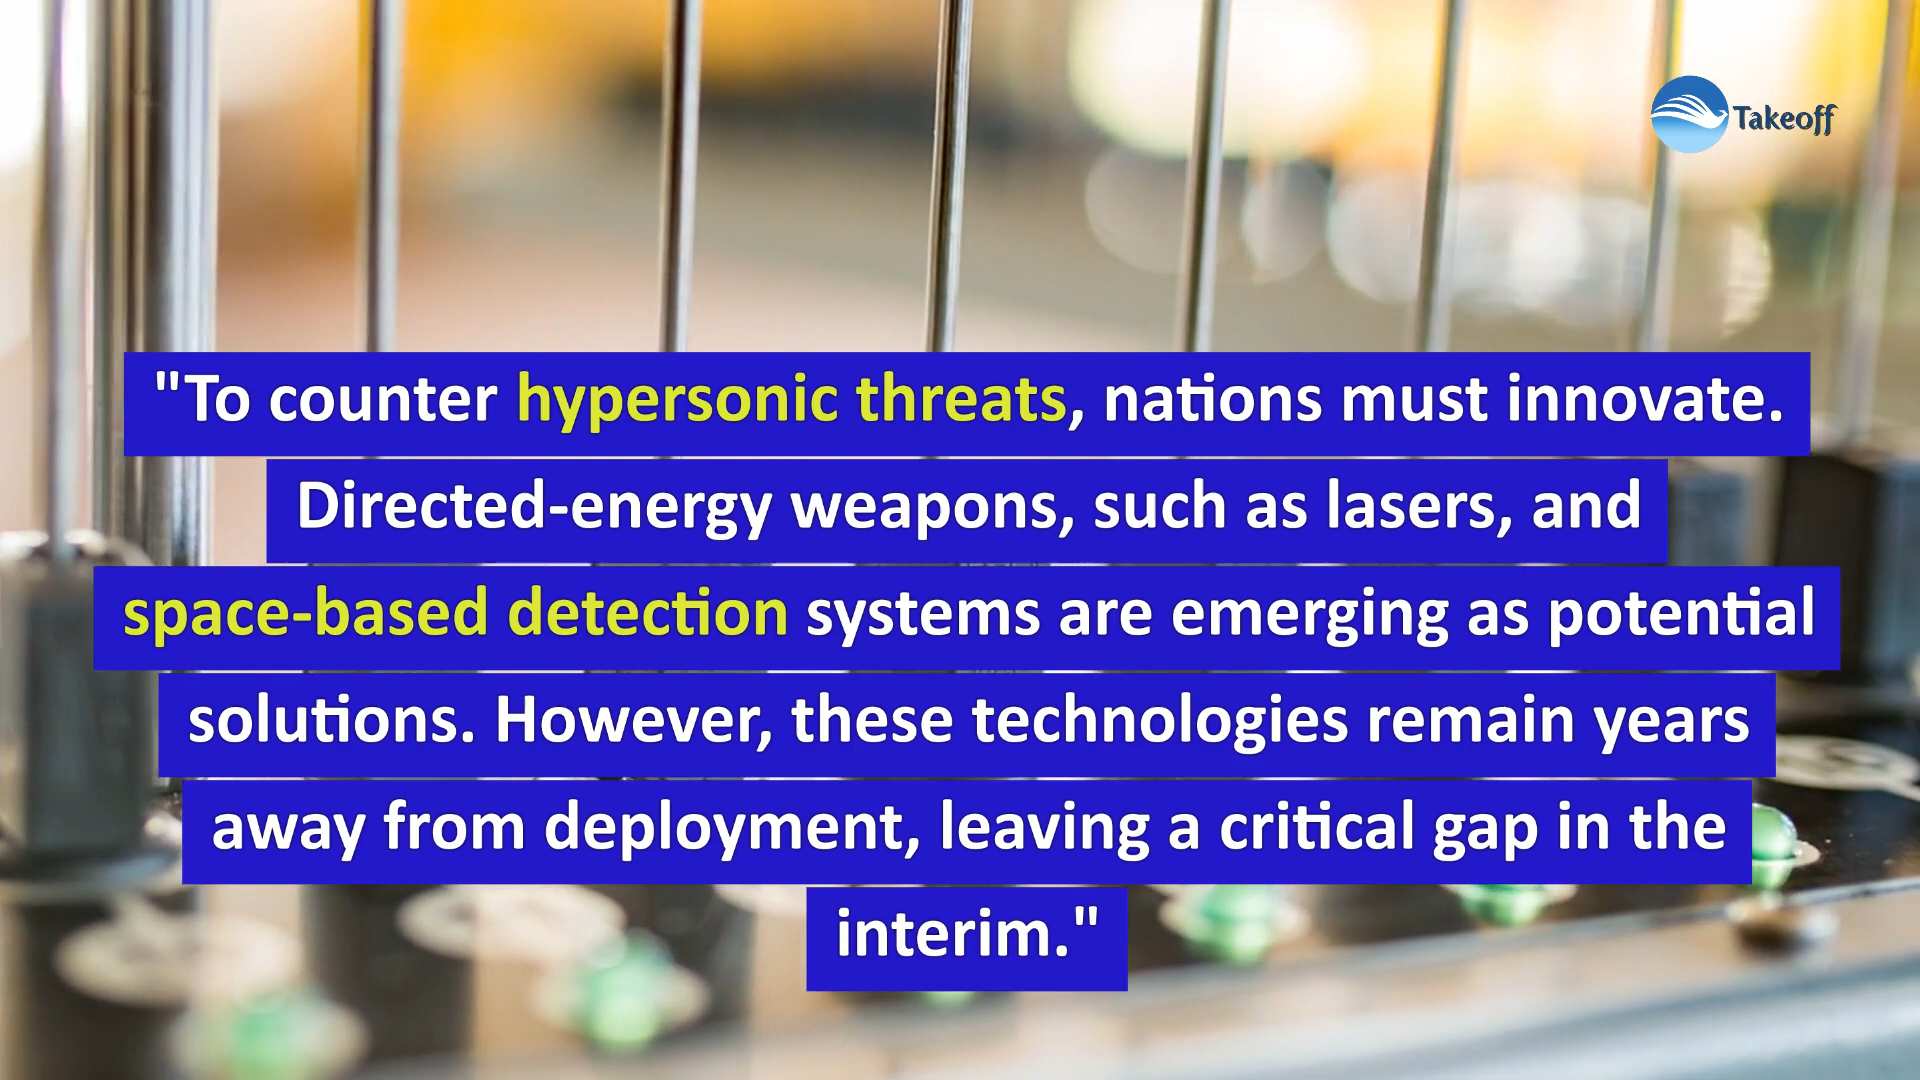 Takeoff
"To counter hypersonic threats, nations must innovate.
Directed-energy weapons, such as lasers, and
space-based detection systems are emerging as potential
solutions. However, these technologies remain years
away from deployment, leaving a critical gap in the
interim."